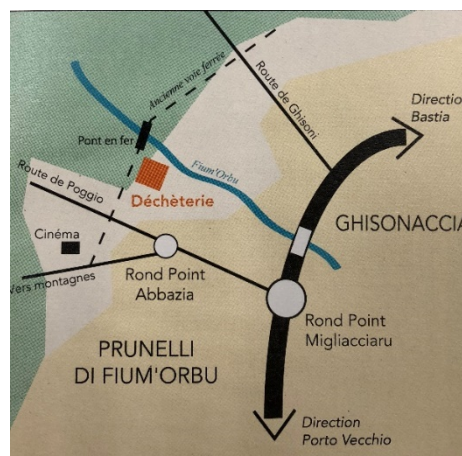 Direction
Bastia
Ancienne voie ferrée
Route de Ghisoni
Pont en fer
Fium'Orbu
Route de Poggio
Déchèterie
GHISONACCIA
Cinéma
Vers montagnes
Rond Point
Abbazia
Rond Point
Migliacciaru
PRUNELLI
DI FIUM'ORBU
Direction
Porto Vecchio